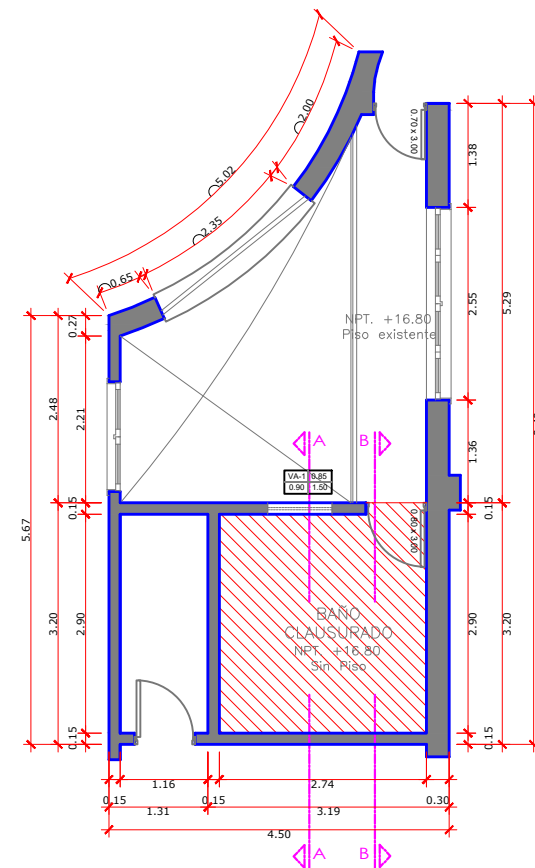 2.00
5.02
2.35
0.65
0.70 x 3.00
1.38
5.29
2.55
NPT. +16.80
Piso existente
0.27
2.48
2.21
1.36
A
B
VA-1 0.85
0.90 1.50
0.15
0.15
0.80 x 3.00
5.67
3.20
2.90
BAÑO
CLAUSURADO
NPT. +16.80
Sin Piso
2.90
3.20
0.15
0.15
1.16
2.74
0.15
0.15
0.30
1.31
3.19
4.50
A
B